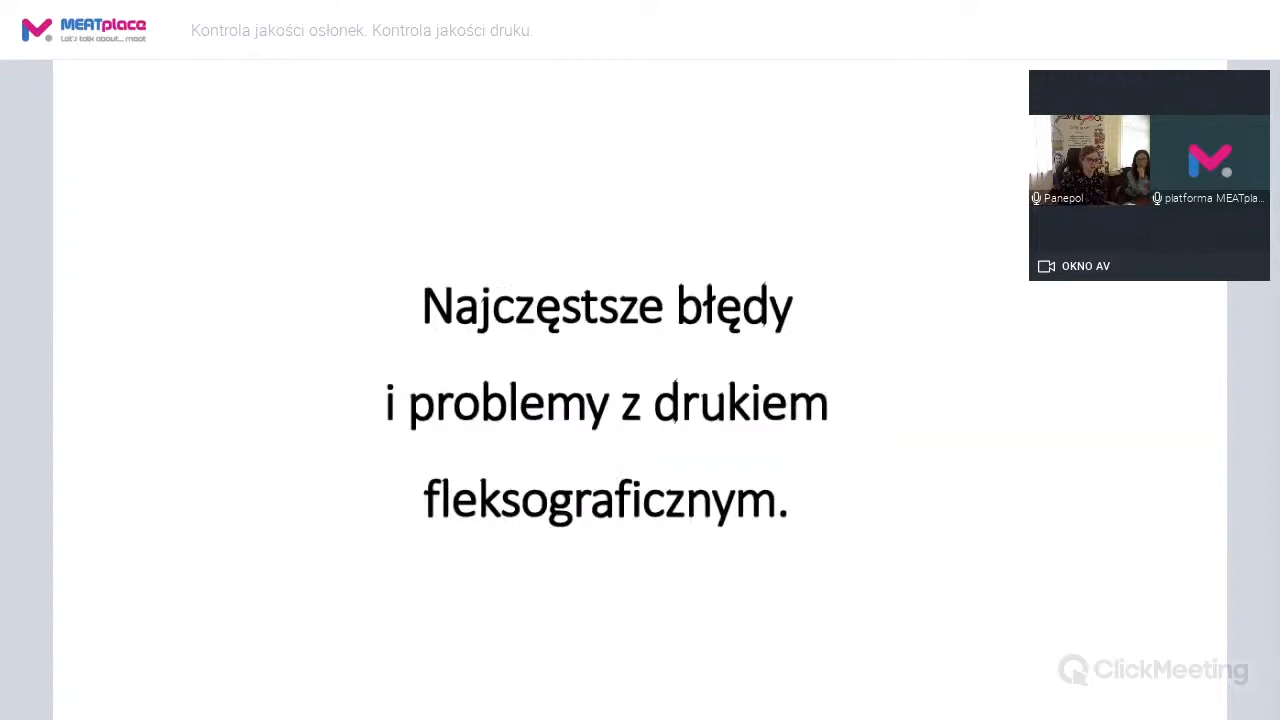 MEATplace
Let's talk about... meat
Kontrola jakości osłonek. Kontrola jakości druku.
Panepol
platforma MEATpla...
OKNO AV
Najczęstsze błędy
i problemy z drukiem
fleksograficznym.
ClickMeeting